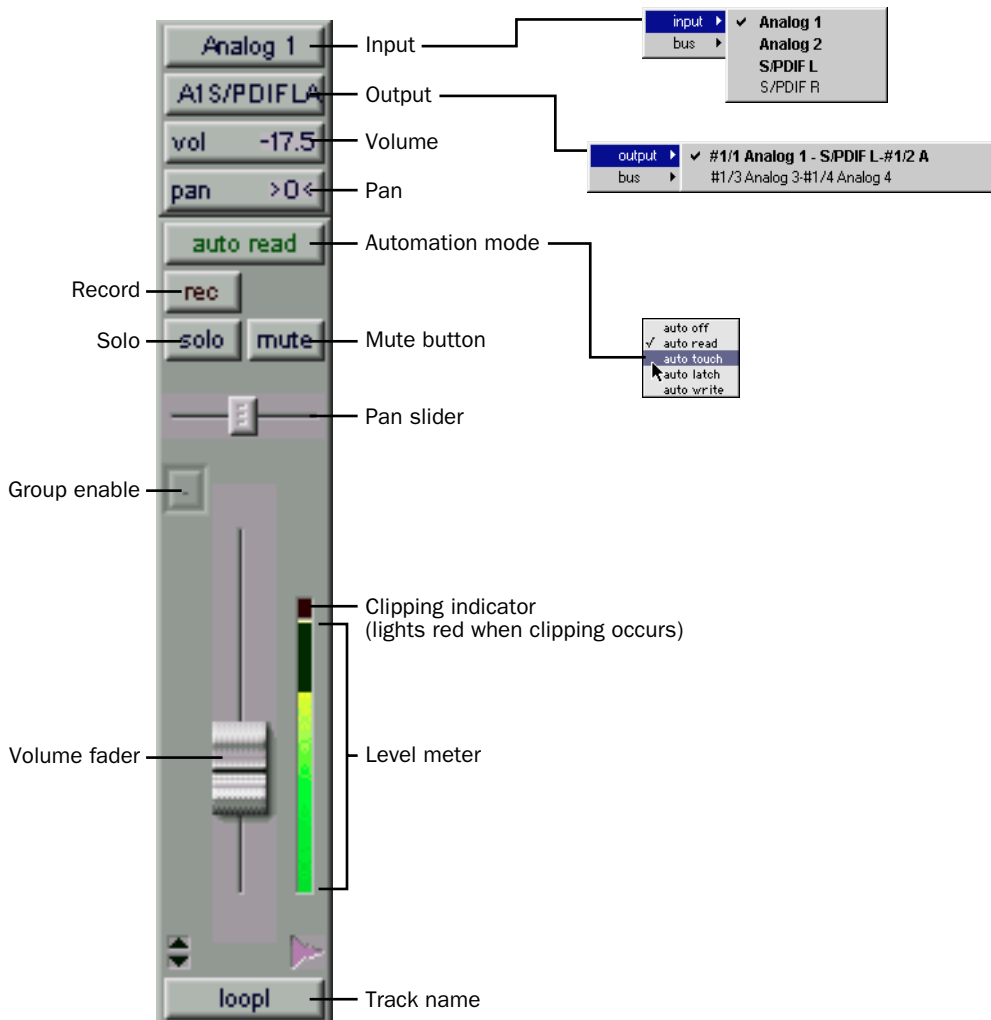 Analog 1
Input
input
✓ Analog 1
bus
Analog 2
S/PDIF L
S/PDIF R
A1S/PDIFLA
Output
output
✓ #1/1 Analog 1 - S/PDIF L-#1/2 A
bus
#1/3 Analog 3-#1/4 Analog 4
vol -17.5
Volume
pan >0<
Pan
auto read
Automation mode
Record
rec
Solo
solo
mute
Mute button
auto off
✓ auto read
auto touch
auto latch
auto write
Pan slider
Group enable
-
Clipping indicator
(lights red when clipping occurs)
Volume fader
Level meter
loopl
Track name